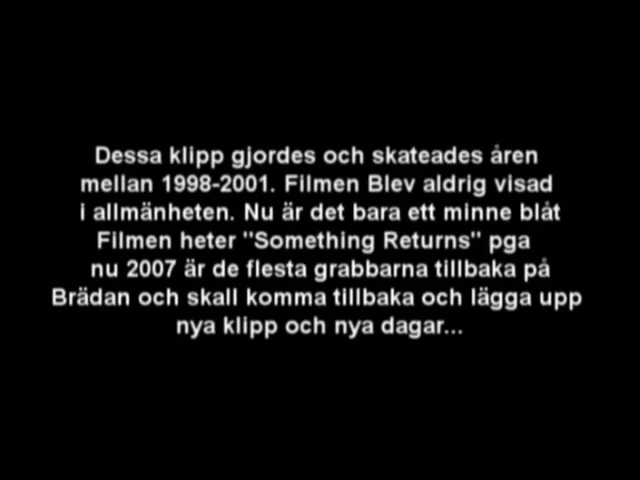 Dessa klipp gjordes och skateades åren
mellan 1998-2001. Filmen Blev aldrig visad
i allmänheten. Nu är det bara ett minne blåt
Filmen heter "Something Returns" pga
nu 2007 är de flesta grabbarna tillbaka på
Brädan och skall komma tillbaka och lägga upp
nya klipp och nya dagar...